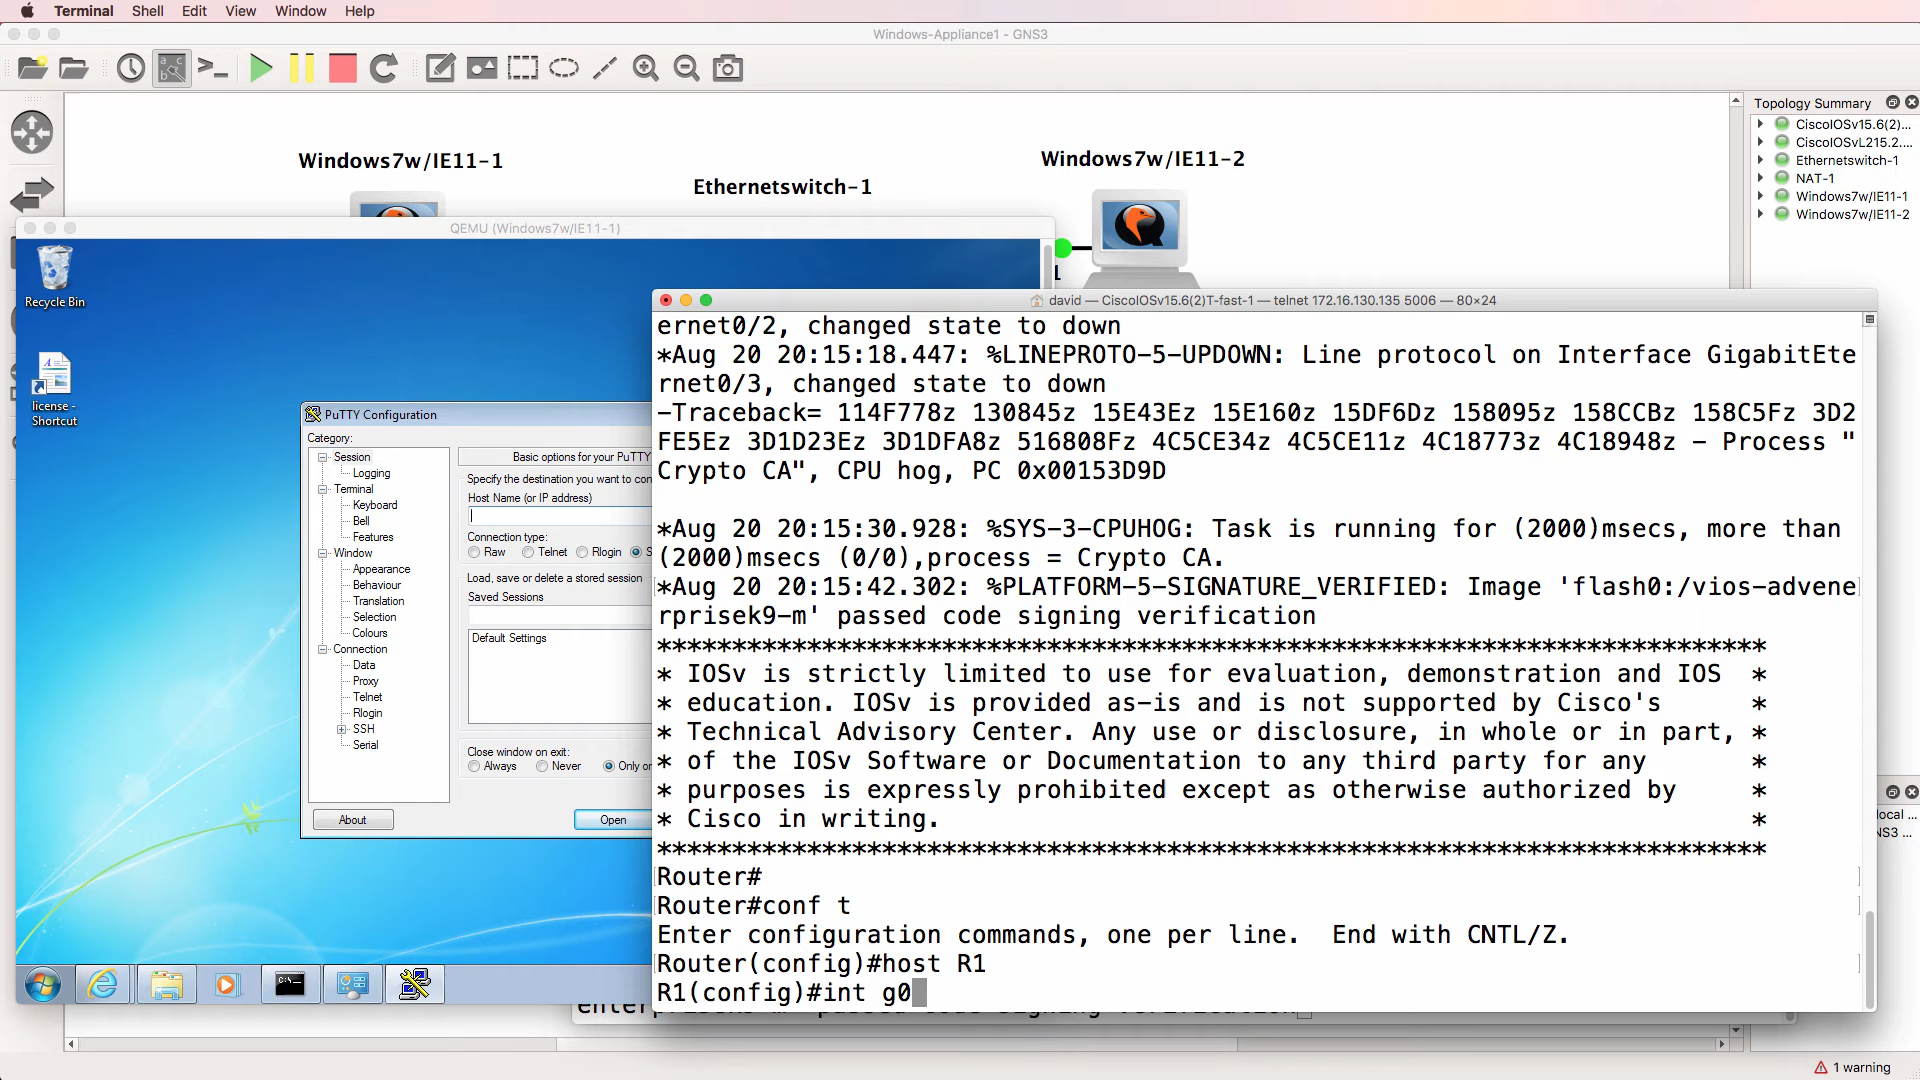 Terminal Shell Edit View Window Help
Windows-Appliance1 - GNS3
Topology Summary
CiscoIOSv15.6(2)...
CiscoIOSvL215.2....
Ethernetswitch-1
NAT-1
Windows7w/IE11-1
Windows7w/IE11-2
Windows7w/IE11-1
Ethernetswitch-1
Windows7w/IE11-2
QEMU (Windows7w/IE11-1)
Recycle Bin
license -
Shortcut
PuTTY Configuration
Category:
Session
Logging
Terminal
Keyboard
Bell
Features
Window
Appearance
Behaviour
Translation
Selection
Colours
Connection
Data
Proxy
Telnet
Rlogin
SSH
Serial
Basic options for your PuTTY
Specify the destination you want to con
Host Name (or IP address)
Connection type:
Raw Telnet Rlogin S
Load, save or delete a stored session
Saved Sessions
Default Settings
Close window on exit:
Always Never Only on
About Open
david — CiscoIOSv15.6(2)T-fast-1 — telnet 172.16.130.135 5006 — 80×24
ernet0/2, changed state to down
*Aug 20 20:15:18.447: %LINEPROTO-5-UPDOWN: Line protocol on Interface GigabitEthe
rnet0/3, changed state to down
-Traceback= 114F778z 130845z 15E43Ez 15E160z 15DF6Dz 158095z 158CCBz 158C5Fz 3D2
FE5Ez 3D1D23Ez 3D1DFA8z 516808Fz 4C5CE34z 4C5CE11z 4C18773z 4C18948z - Process "
Crypto CA", CPU hog, PC 0x00153D9D
*Aug 20 20:15:30.928: %SYS-3-CPUHOG: Task is running for (2000)msecs, more than
(2000)msecs (0/0),process = Crypto CA.
*Aug 20 20:15:42.302: %PLATFORM-5-SIGNATURE_VERIFIED: Image 'flash0:/vios-advene
rprisek9-m' passed code signing verification
**************************************************************************
* IOSv is strictly limited to use for evaluation, demonstration and IOS *
* education. IOSv is provided as-is and is not supported by Cisco's *
* Technical Advisory Center. Any use or disclosure, in whole or in part, *
* of the IOSv Software or Documentation to any third party for any *
* purposes is expressly prohibited except as otherwise authorized by *
* Cisco in writing. *
**************************************************************************
Router#
Router#conf t
Enter configuration commands, one per line. End with CNTL/Z.
Router(config)#host R1
R1(config)#int g0
1 warning